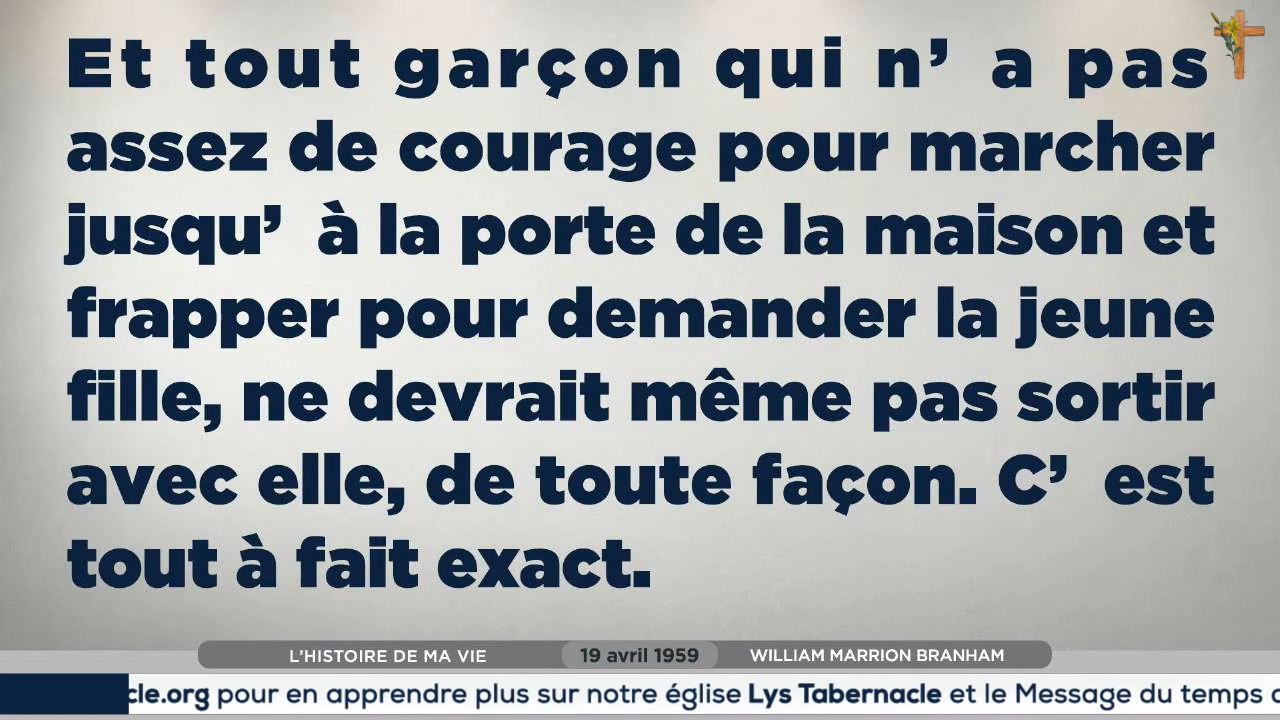 Et tout garçon qui n’ a pas
assez de courage pour marcher
jusqu’ à la porte de la maison et
frapper pour demander la jeune
fille, ne devrait même pas sortir
avec elle, de toute façon. C’ est
tout à fait exact.
L’HISTOIRE DE MA VIE 19 avril 1959 WILLIAM MARRION BRANHAM
cle.org pour en apprendre plus sur notre église Lys Tabernacle et le Message du temps